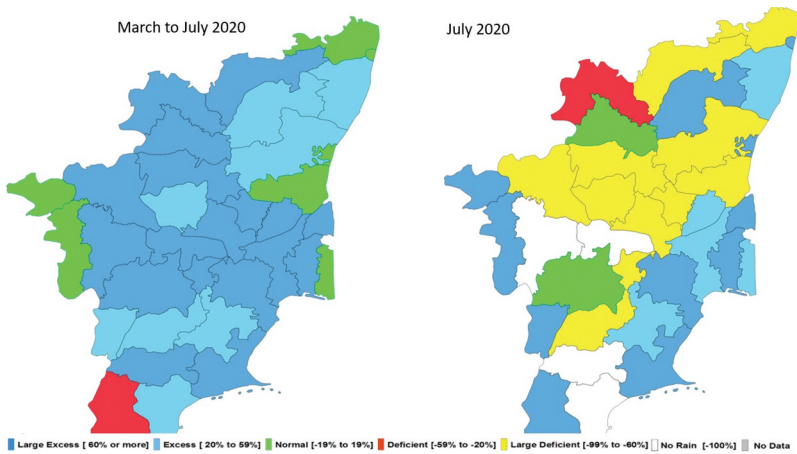 March to July 2020
July 2020
Large Excess [ 60% or more] Excess [ 20% to 59%] Normal [-19% to 19%] Deficient [-59% to -20%] Large Deficient [-99% to -60%] No Rain [-100%] No Data